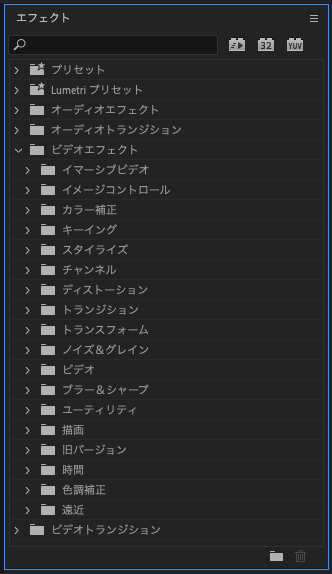 エフェクト
32
YUV
プリセット
Lumetri プリセット
オーディオエフェクト
オーディオトランジション
ビデオエフェクト
イマーシブビデオ
イメージコントロール
カラー補正
キーイング
スタイライズ
チャンネル
ディストーション
トランジション
トランスフォーム
ノイズ＆グレイン
ビデオ
ブラー＆シャープ
ユーティリティ
描画
旧バージョン
時間
色調補正
遠近
ビデオトランジション